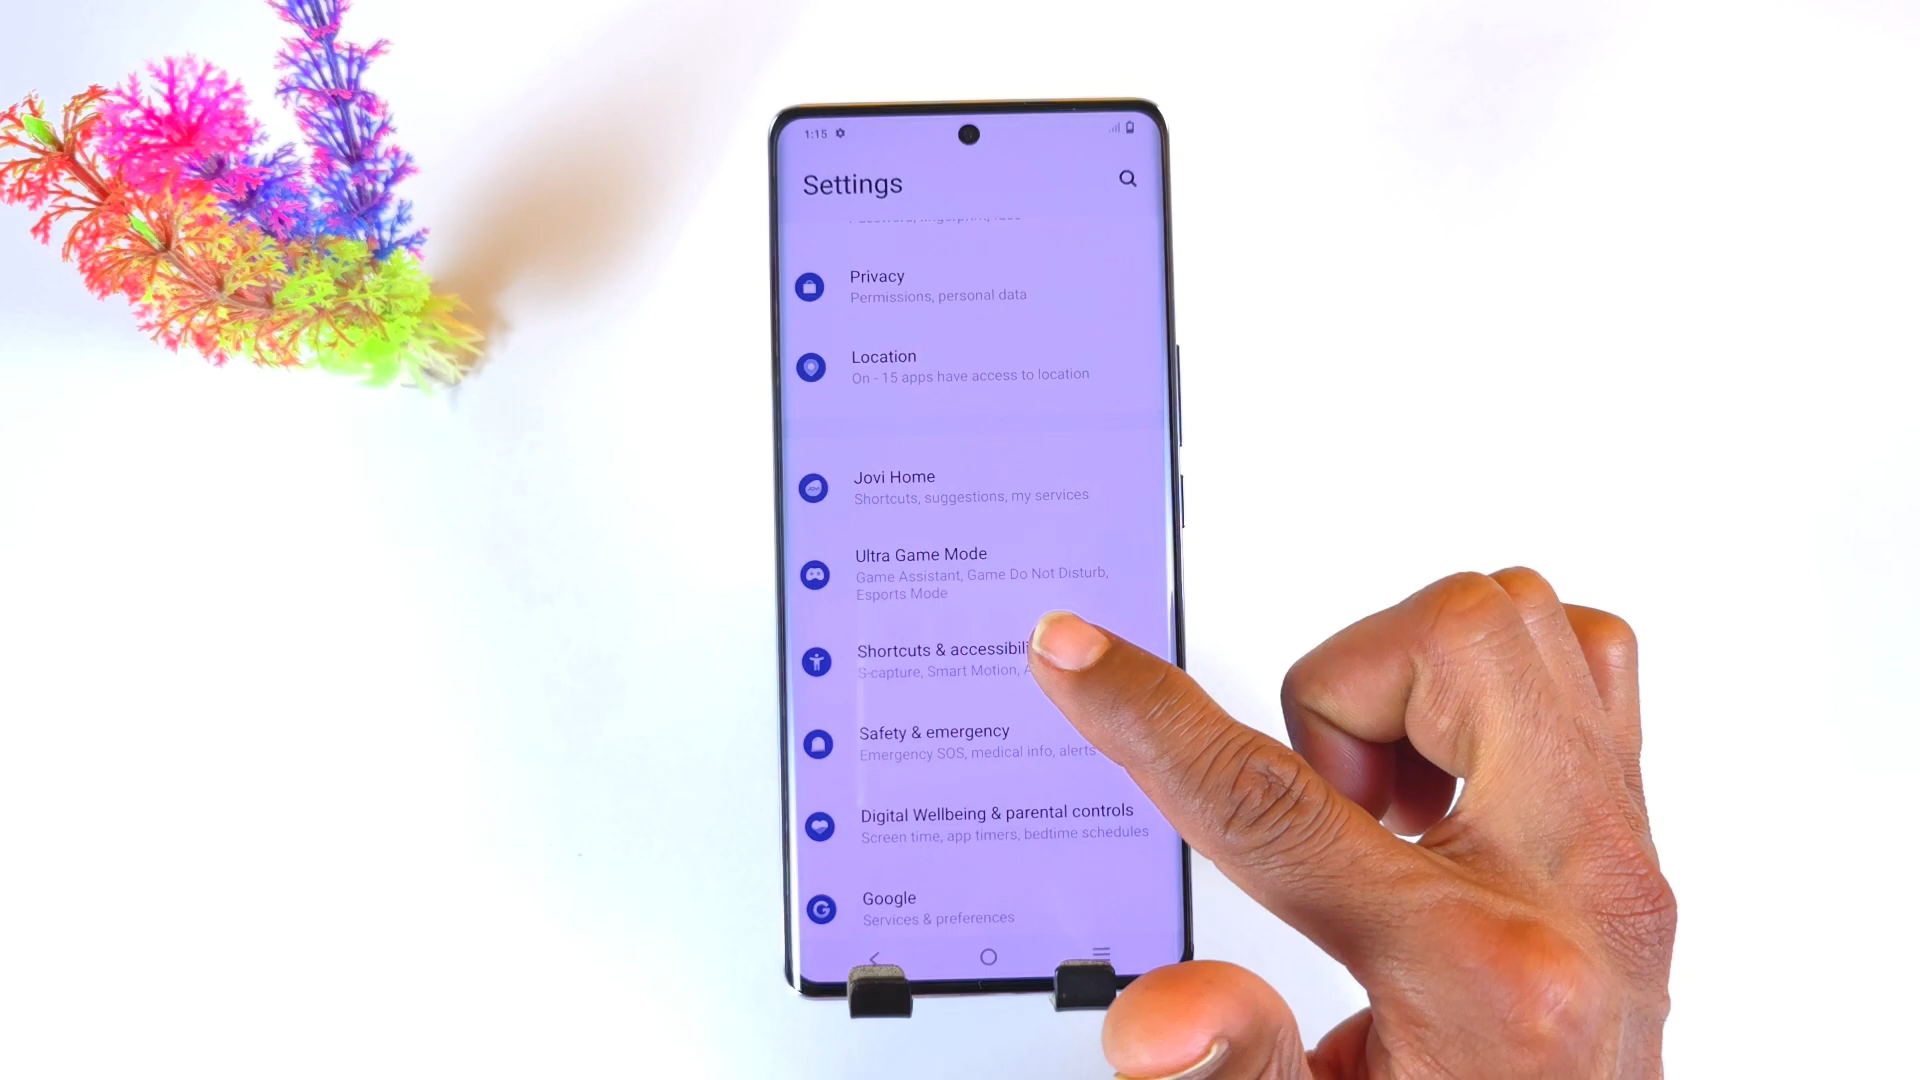 1:15
Settings
Password, fingerprint, face
Privacy
Permissions, personal data
Location
On - 15 apps have access to location
Jovi Home
Shortcuts, suggestions, my services
Ultra Game Mode
Game Assistant, Game Do Not Disturb,
Esports Mode
Shortcuts & accessibili
S-capture, Smart Motion,
Safety & emergency
Emergency SOS, medical info, alerts
Digital Wellbeing & parental controls
Screen time, app timers, bedtime schedules
Google
Services & preferences